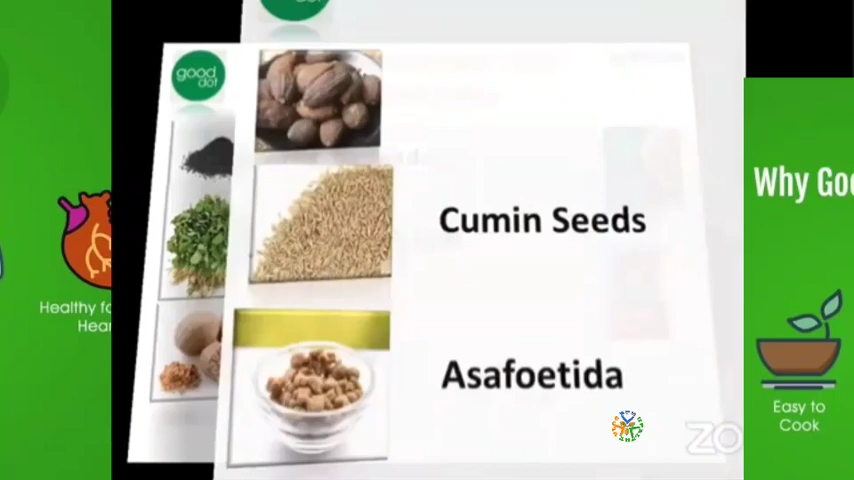 good
dot
Cumin Seeds
Asafoetida
Healthy fo
Hear
Why Goo
Easy to
Cook
ZO